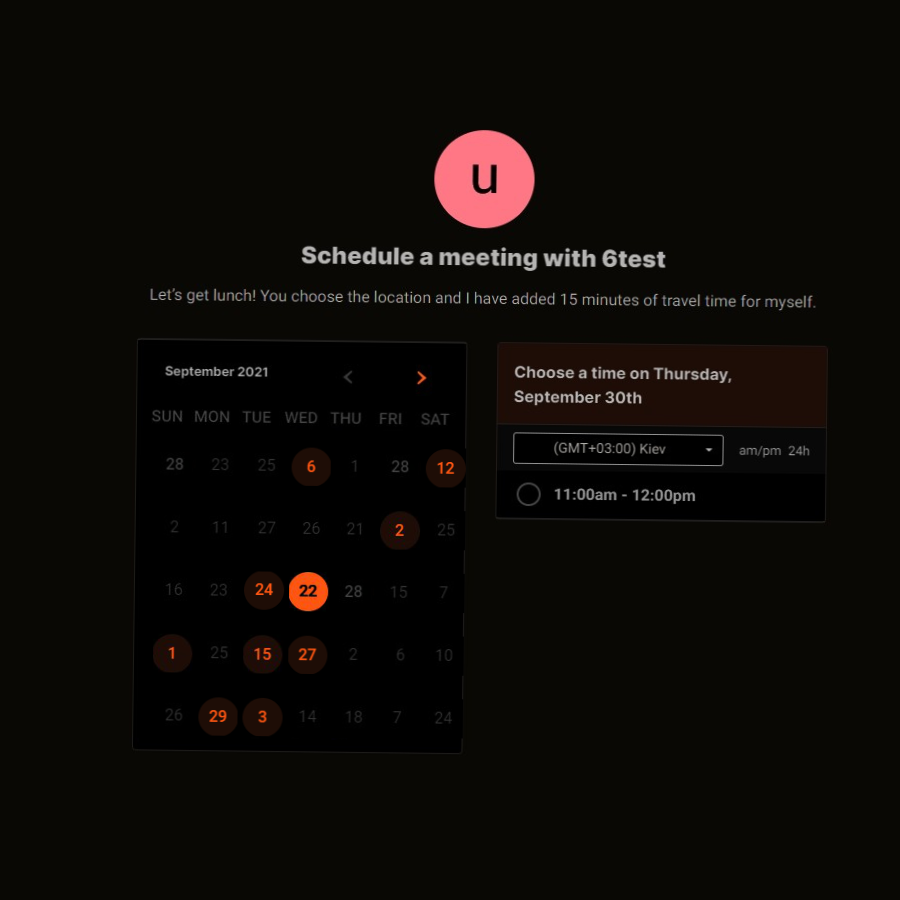 u
Schedule a meeting with 6test
Let's get lunch! You choose the location and I have added 15 minutes of travel time for myself.
September 2021
SUN MON TUE WED THU FRI SAT
28 23 25 6 1 28 12
2 11 27 26 21 2 25
16 23 24 22 28 15 7
1 25 15 27 2 6 10
26 29 3 14 18 7 24
Choose a time on Thursday,
September 30th
(GMT+03:00) Kiev
am/pm 24h
11:00am - 12:00pm